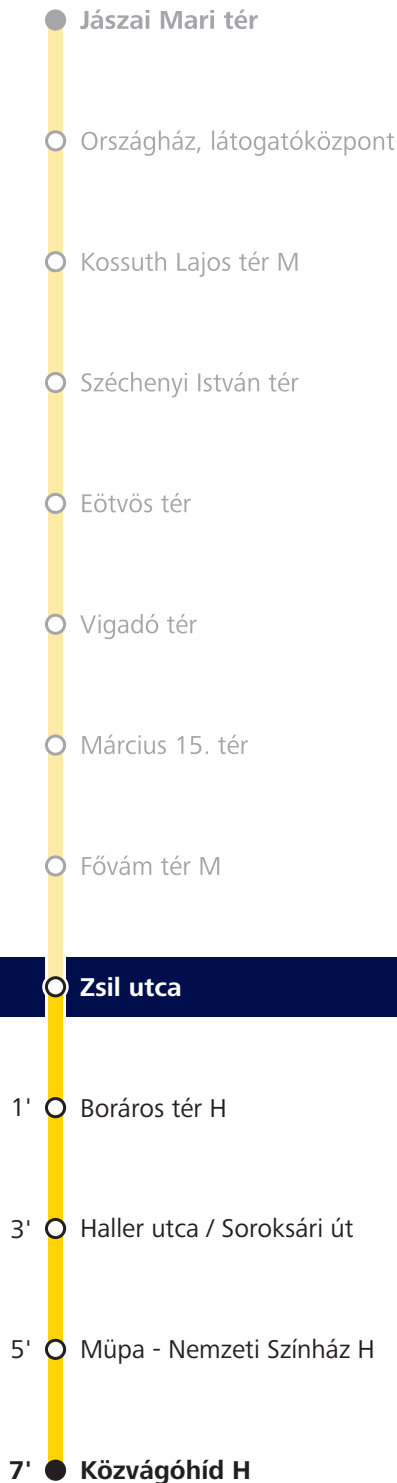 Jászai Mari tér
Országház, látogatóközpont
Kossuth Lajos tér M
Széchenyi István tér
Eötvös tér
Vigadó tér
Március 15. tér
Fővám tér M
Zsil utca
1' Boráros tér H
3' Haller utca / Soroksári út
5' Müpa - Nemzeti Színház H
7' Közvágóhíd H